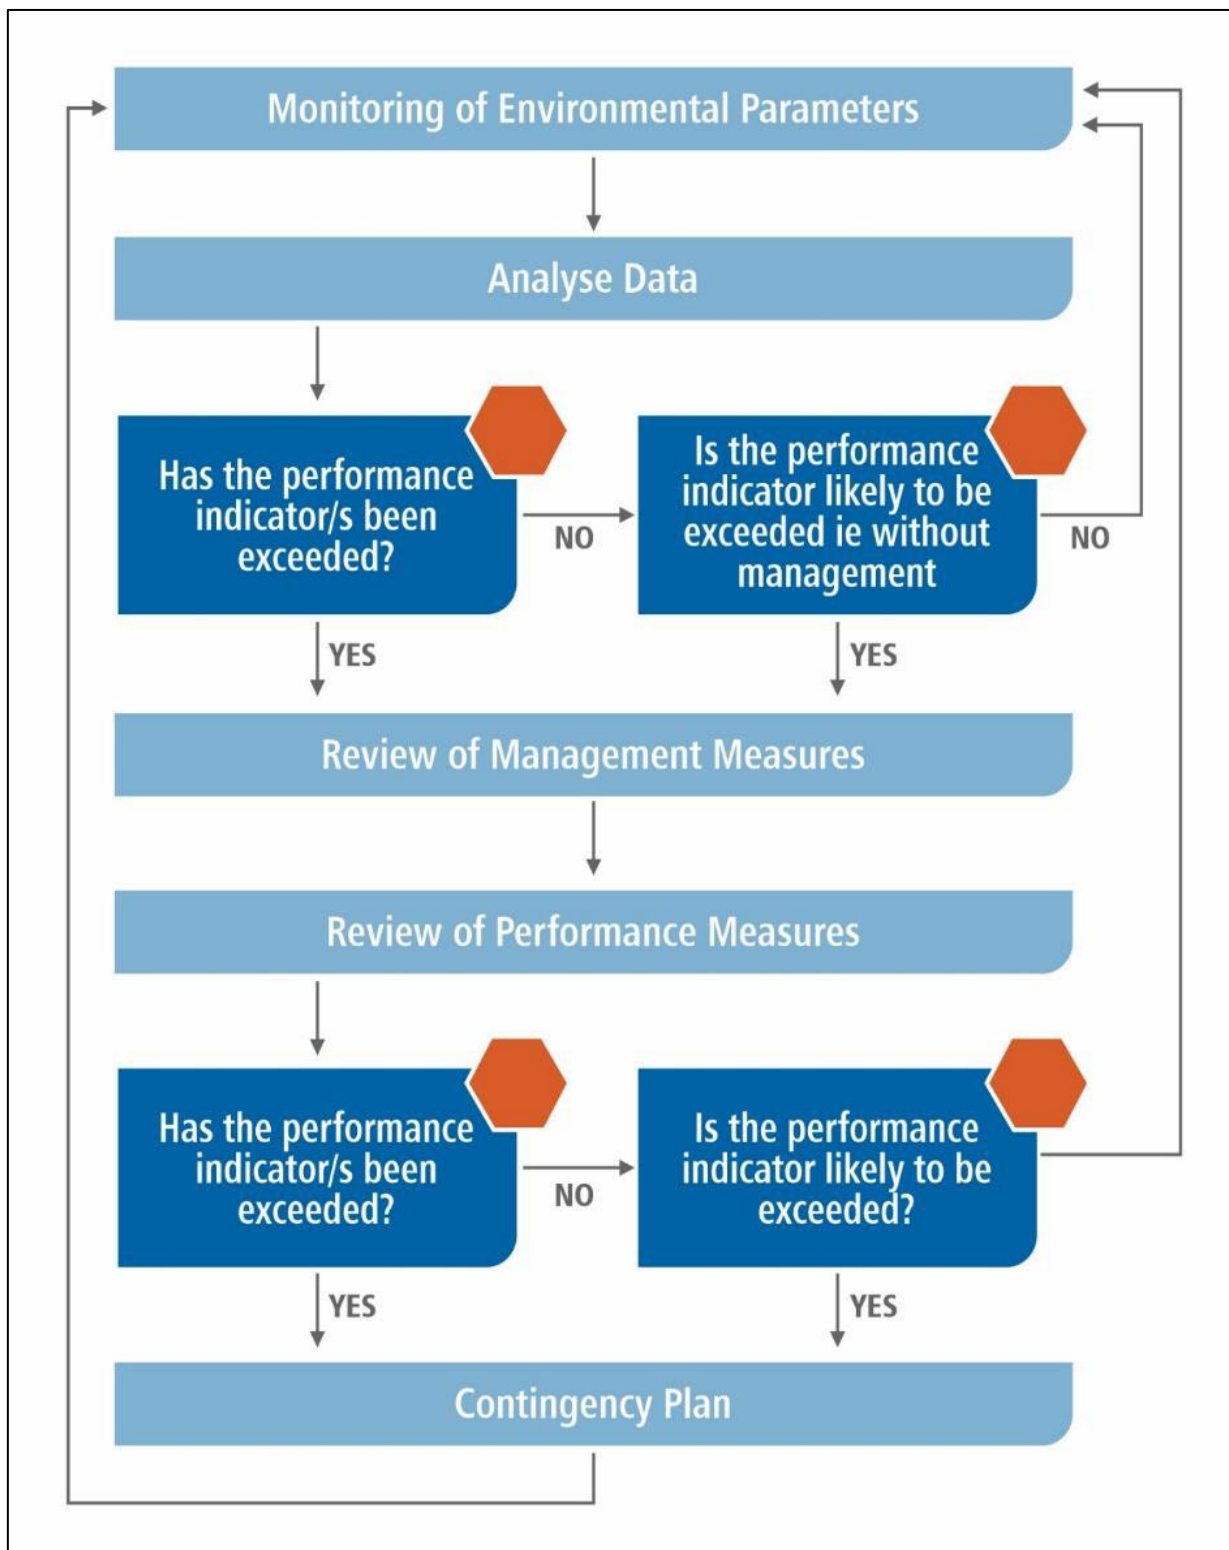 Monitoring of Environmental Parameters
Analyse Data
Has the performance
indicator/s been
exceeded?
NO
Is the performance
indicator likely to be
exceeded ie without
management
NO
YES
YES
Review of Management Measures
Review of Performance Measures
Has the performance
indicator/s been
exceeded?
NO
Is the performance
indicator likely to be
exceeded?
YES
YES
Contingency Plan